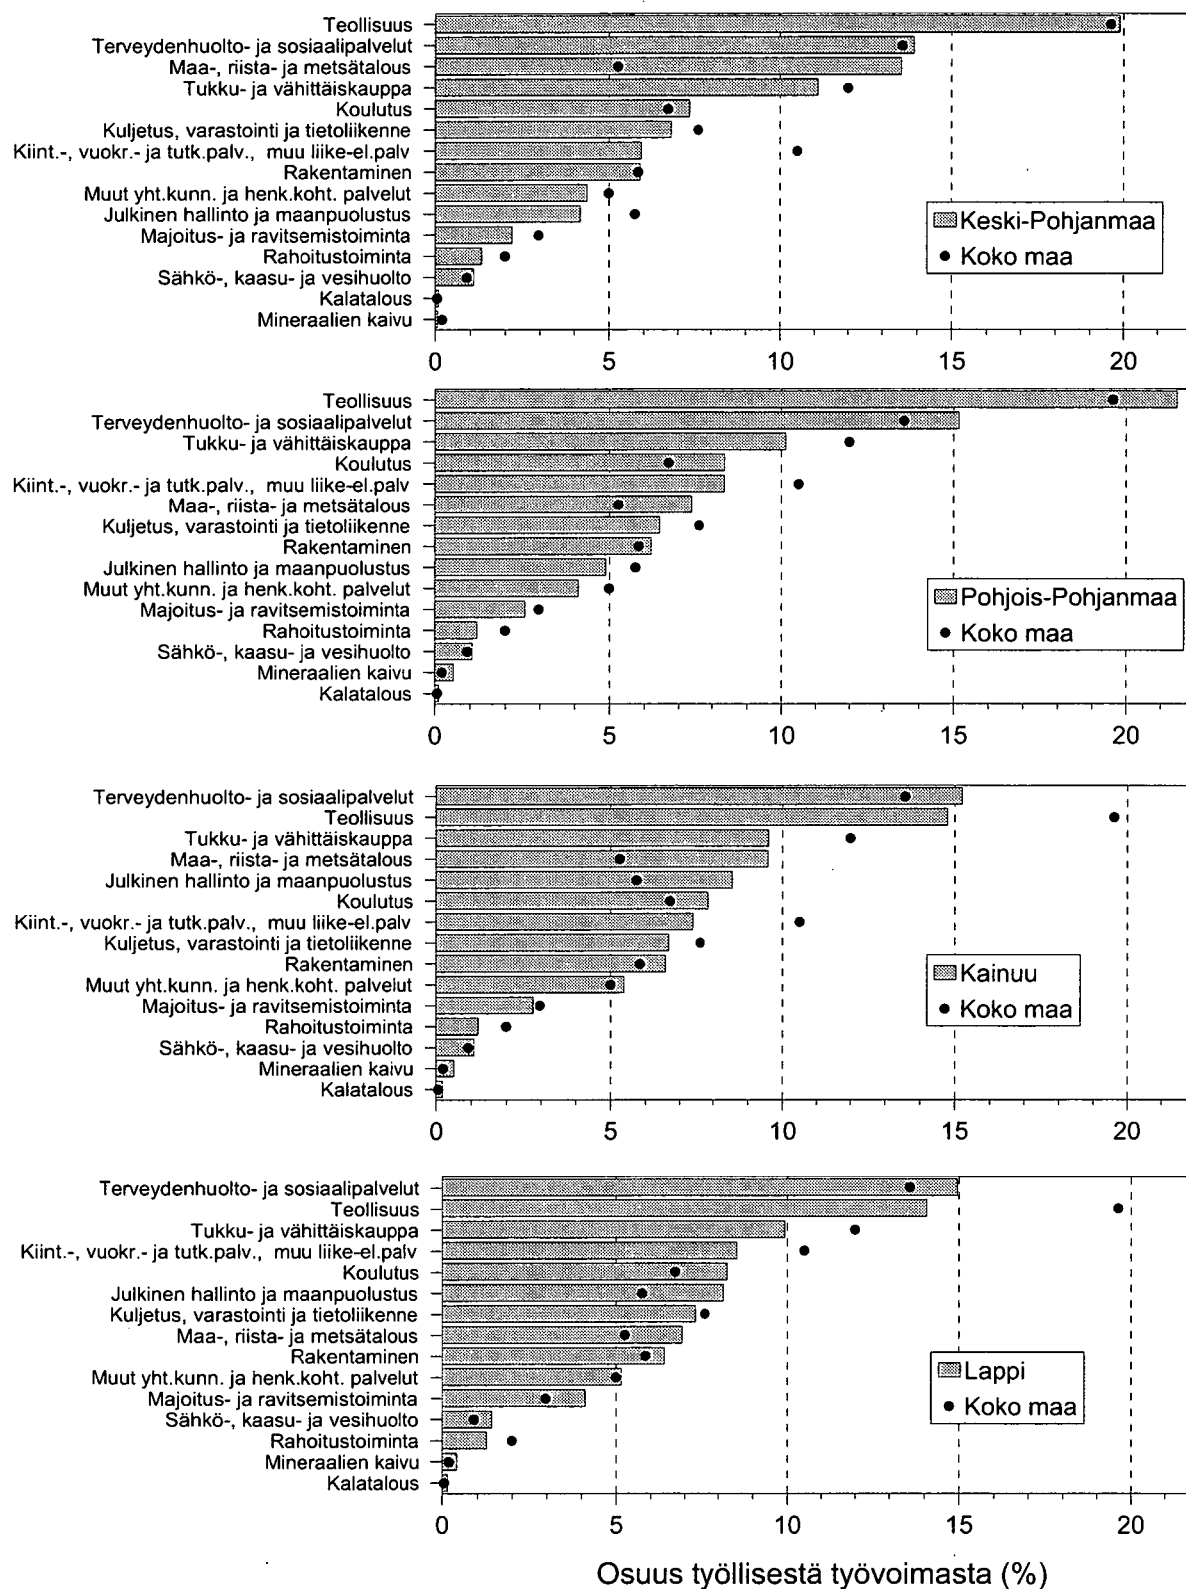 Teollisuus
Terveydenhuolto- ja sosiaalipalvelut
Maa-, riista- ja metsätalous
Tukku- ja vähittäiskauppa
Koulutus
Kuljetus, varastointi ja tietoliikenne
Kiint.-, vuokr.- ja tutk.palv., muu liike-el.palv
Rakentaminen
Muut yht.kunn. ja henk.koht. palvelut
Julkinen hallinto ja maanpuolustus
Majoitus- ja ravitsemistoiminta
Rahoitustoiminta
Sähkö-, kaasu- ja vesihuolto
Kalatalous
Mineraalien kaivu
Keski-Pohjanmaa
Koko maa
0 5 10 15 20
Teollisuus
Terveydenhuolto- ja sosiaalipalvelut
Tukku- ja vähittäiskauppa
Koulutus
Kiint.-, vuokr.- ja tutk.palv., muu liike-el.palv
Maa-, riista- ja metsätalous
Kuljetus, varastointi ja tietoliikenne
Rakentaminen
Julkinen hallinto ja maanpuolustus
Muut yht.kunn. ja henk.koht. palvelut
Majoitus- ja ravitsemistoiminta
Rahoitustoiminta
Sähkö-, kaasu- ja vesihuolto
Mineraalien kaivu
Kalatalous
Pohjois-Pohjanmaa
Koko maa
0 5 10 15 20
Terveydenhuolto- ja sosiaalipalvelut
Teollisuus
Tukku- ja vähittäiskauppa
Maa-, riista- ja metsätalous
Julkinen hallinto ja maanpuolustus
Koulutus
Kiint.-, vuokr.- ja tutk.palv., muu liike-el.palv
Kuljetus, varastointi ja tietoliikenne
Rakentaminen
Muut yht.kunn. ja henk.koht. palvelut
Majoitus- ja ravitsemistoiminta
Rahoitustoiminta
Sähkö-, kaasu- ja vesihuolto
Mineraalien kaivu
Kalatalous
Kainuu
Koko maa
0 5 10 15 20
Terveydenhuolto- ja sosiaalipalvelut
Teollisuus
Tukku- ja vähittäiskauppa
Kiint.-, vuokr.- ja tutk.palv., muu liike-el.palv
Koulutus
Julkinen hallinto ja maanpuolustus
Kuljetus, varastointi ja tietoliikenne
Maa-, riista- ja metsätalous
Rakentaminen
Muut yht.kunn. ja henk.koht. palvelut
Majoitus- ja ravitsemistoiminta
Sähkö-, kaasu- ja vesihuolto
Rahoitustoiminta
Mineraalien kaivu
Kalatalous
Lappi
Koko maa
0 5 10 15 20
Osuus työllisestä työvoimasta (%)